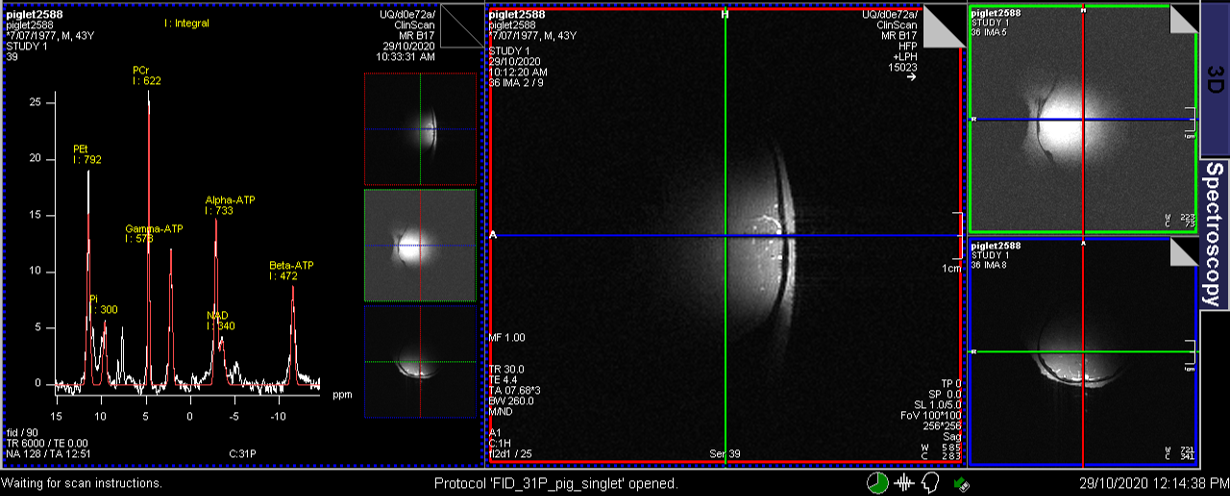 piglet2588
piglet2588
*7/07/1977, M, 43Y
STUDY 1
39
I : Integral
UQ/d0e72a/
ClinScan
MR B17
29/10/2020
10:33:31 AM
PCr
I : 622
PEt
I : 792
Alpha-ATP
I : 733
Gamma-ATP
I : 578
Beta-ATP
I : 472
Pi
I : 300
NAD
I : 340
25
20
15
10
5
0
15 10 5 0 -5 -10
ppm
fid / 90
TR 6000 / TE 0.00
NA 128 / TA 12:51
C:31P
piglet2588
piglet2588
*7/07/1977, M, 43Y
STUDY 1
29/10/2020
10:12:20 AM
36 IMA 2 / 9
H
UQ/d0e72a/
ClinScan
MR B17
HFP
+LPH
15023
A
1cm
MF 1.00
TR 30.0
TE 4.4
TA 07.68*3
BW 260.0
M/ND
A1
C:1H
fl2d1 / 25
Ser 39
TP 0
SP 0.0
SL 1.0/5.0
FoV 100*100
256*256
Sag
W 585
C 283
piglet2588
STUDY 1
36 IMA 5
H
R
W 223
C 73
piglet2588
STUDY 1
36 IMA 8
A
R
W 721
C 341
3D
Spectroscopy
Waiting for scan instructions.
Protocol 'FID_31P_pig_singlet' opened.
29/10/2020 12:14:38 PM